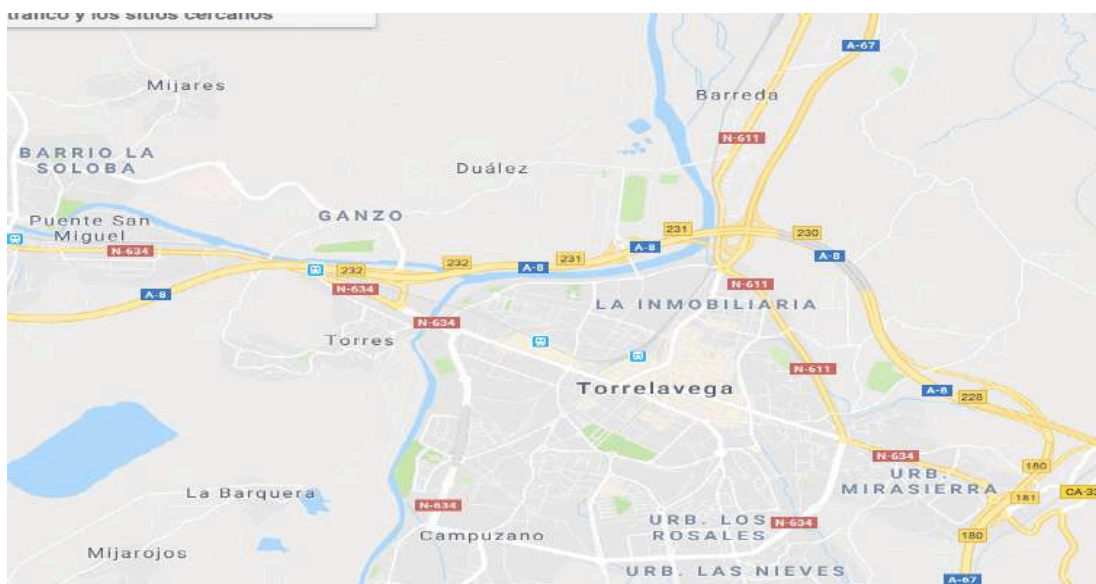 tráfico y los sitios cercanos
A-67
Mijares
Barreda
N-611
BARRIO LA
SOLOBA
Duález
Puente San
Miguel
GANZO
231
230
N-634
A-8
A-8
232
232
A-8
231
N-634
N-611
A-8
LA INMOBILIARIA
N-634
Torres
N-611
Torrelavega
A-8
228
N-634
180
URB.
MIRASIERRA
181
La Barquera
N-634
URB. LOS
ROSALES
N-634
Campuzano
Mijarojos
URB. LAS NIEVES
180
A-67